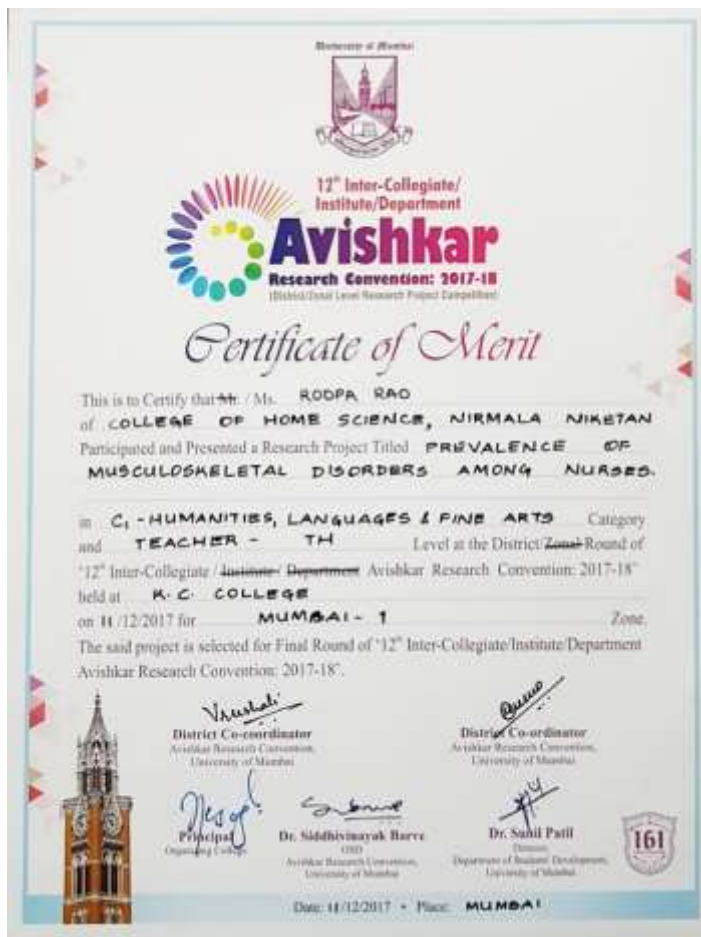 University of Mumbai
12th Inter-Collegiate/
Institute/Department
Avishkar
Research Convention: 2017-18
(District/Zonal Level Research Project Competition)
Certificate of Merit
This is to Certify that Mr. / Ms. ROOPA RAO
of COLLEGE OF HOME SCIENCE, NIRMALA NIKETAN
Participated and Presented a Research Project Titled PREVALENCE OF
MUSCULOSKELETAL DISORDERS AMONG NURSES.
in C1 - HUMANITIES, LANGUAGES & FINE ARTS Category
and TEACHER - TH Level at the District/Zonal Round of
"12th Inter-Collegiate / Institute / Department Avishkar Research Convention: 2017-18"
held at K.C. COLLEGE
on 11/12/2017 for MUMBAI - 1 Zone.
The said project is selected for Final Round of "12th Inter-Collegiate/Institute/Department
Avishkar Research Convention: 2017-18".
Vrushali
District Co-coordinator
Avishkar Research Convention,
University of Mumbai
District Co-ordinator
Avishkar Research Convention,
University of Mumbai
Principal
Organising College
Dr. Siddhivinayak Barve
OSD
Avishkar Research Convention,
University of Mumbai
Dr. Sunil Patil
Director
Department of Students' Development,
University of Mumbai
161
Date: 11/12/2017 • Place: MUMBAI